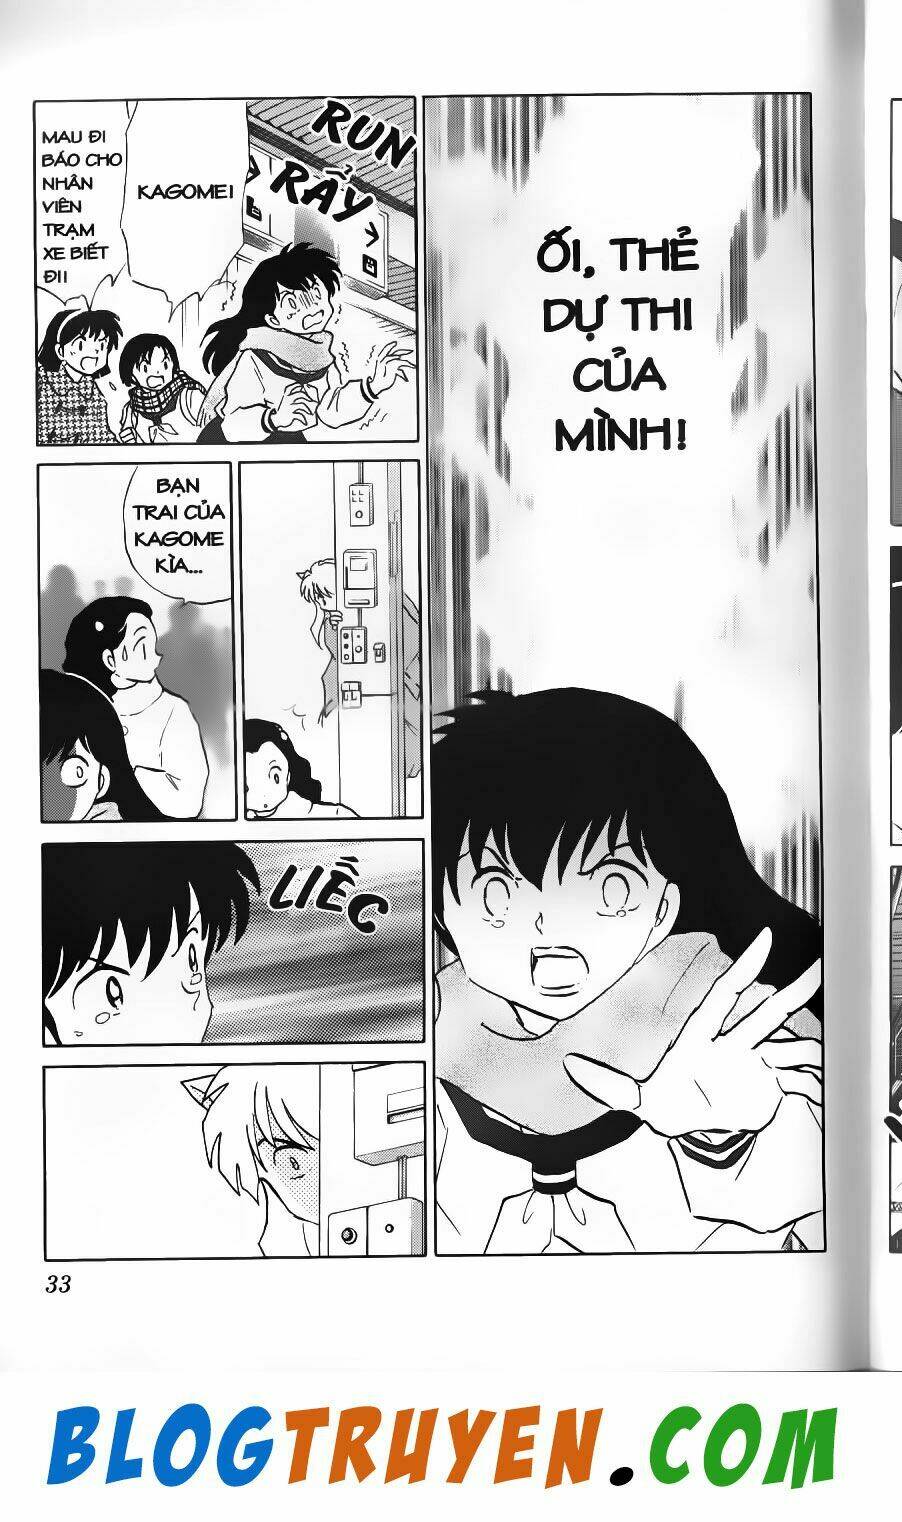 ỐI, THẺ
DỰ THI
CỦA
MÌNH!
RUN
RẨY
KAGOME!
MAU ĐI
BÁO CHO
NHÂN
VIÊN
TRẠM
XE BIẾT
ĐI!
BẠN
TRAI CỦA
KAGOME
KÌA...
LIẾC
33
BLOGTRUYEN.COM